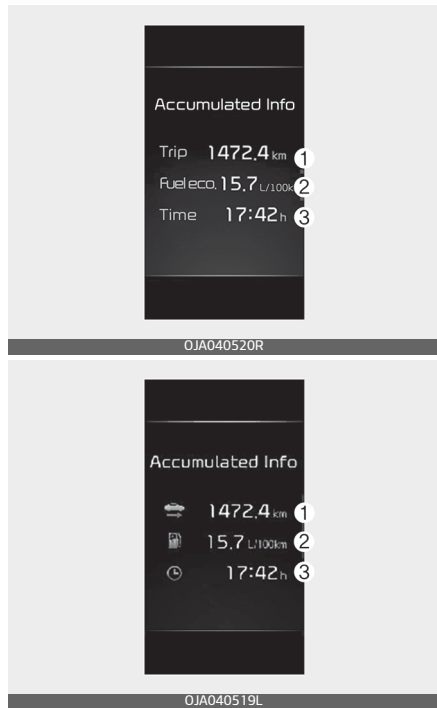 Accumulated Info
Trip 1472.4 km ①
Fuel eco. 15.7 L/100k ②
Time 17:42 h ③
OJA040520R
Accumulated Info
1472.4 km ①
15.7 L/100km ②
17:42 h ③
OJA040519L